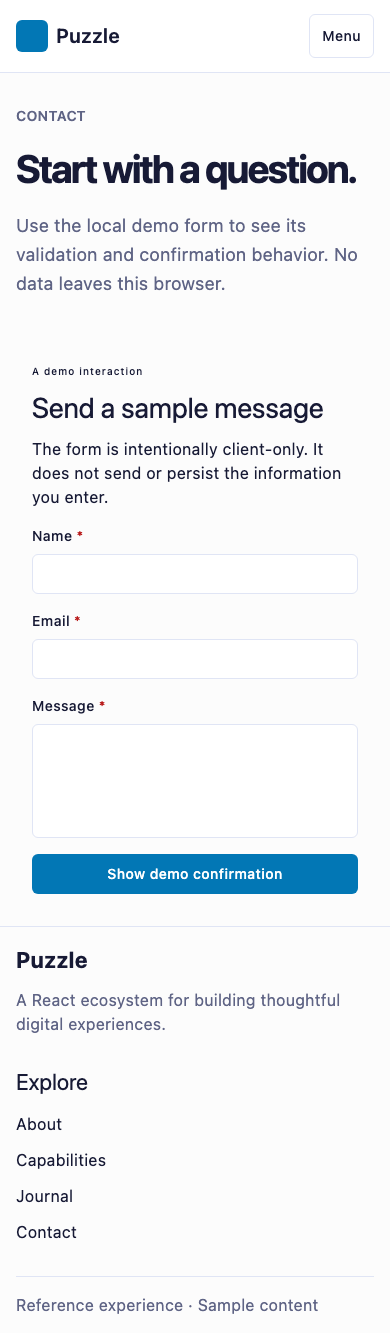 Puzzle
Menu
CONTACT
Start with a question.
Use the local demo form to see its
validation and confirmation behavior. No
data leaves this browser.
A demo interaction
Send a sample message
The form is intentionally client-only. It
does not send or persist the information
you enter.
Name *
Email *
Message *
Show demo confirmation
Puzzle
A React ecosystem for building thoughtful
digital experiences.
Explore
About
Capabilities
Journal
Contact
Reference experience · Sample content